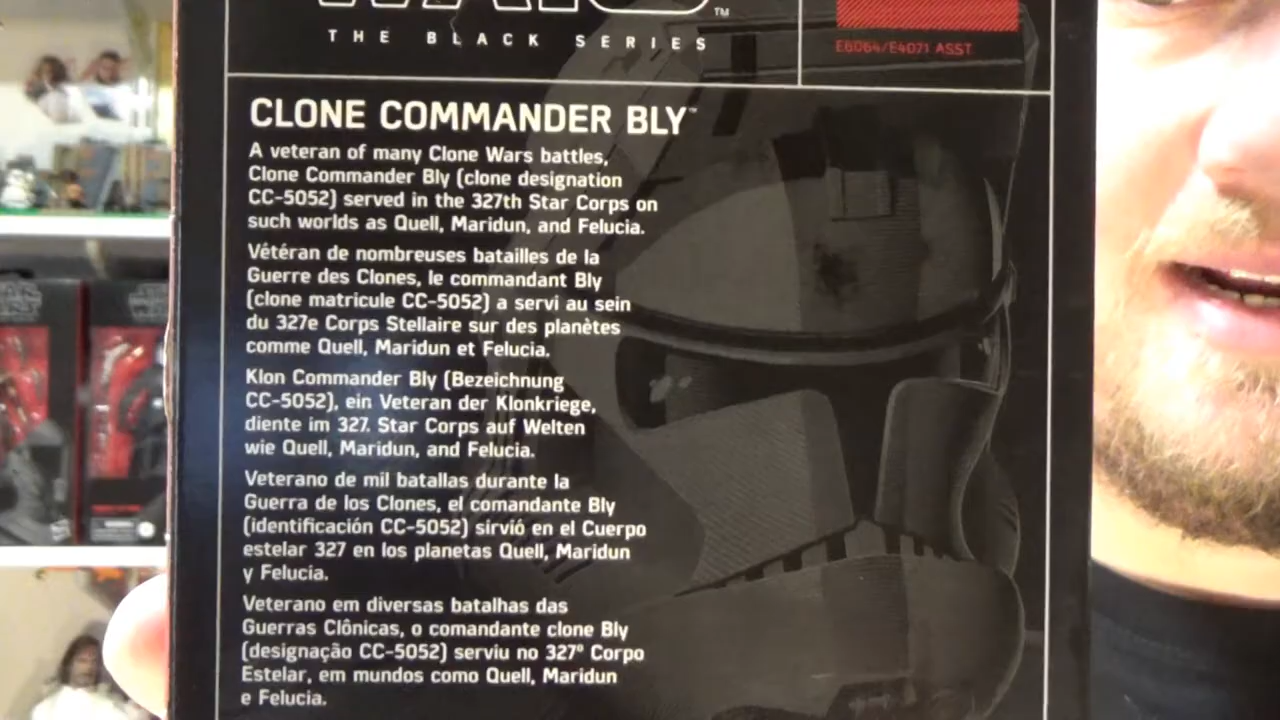 WARS
™
THE BLACK SERIES
E6064/E4071 ASST.
CLONE COMMANDER BLY™
A veteran of many Clone Wars battles,
Clone Commander Bly (clone designation
CC-5052) served in the 327th Star Corps on
such worlds as Quell, Maridun, and Felucia.
Vétéran de nombreuses batailles de la
Guerre des Clones, le commandant Bly
(clone matricule CC-5052) a servi au sein
du 327e Corps Stellaire sur des planètes
comme Quell, Maridun et Felucia.
Klon Commander Bly (Bezeichnung
CC-5052), ein Veteran der Klonkriege,
diente im 327. Star Corps auf Welten
wie Quell, Maridun, and Felucia.
Veterano de mil batallas durante la
Guerra de los Clones, el comandante Bly
(identificación CC-5052) sirvió en el Cuerpo
estelar 327 en los planetas Quell, Maridun
y Felucia.
Veterano em diversas batalhas das
Guerras Clônicas, o comandante clone Bly
(designação CC-5052) serviu no 327º Corpo
Estelar, em mundos como Quell, Maridun
e Felucia.